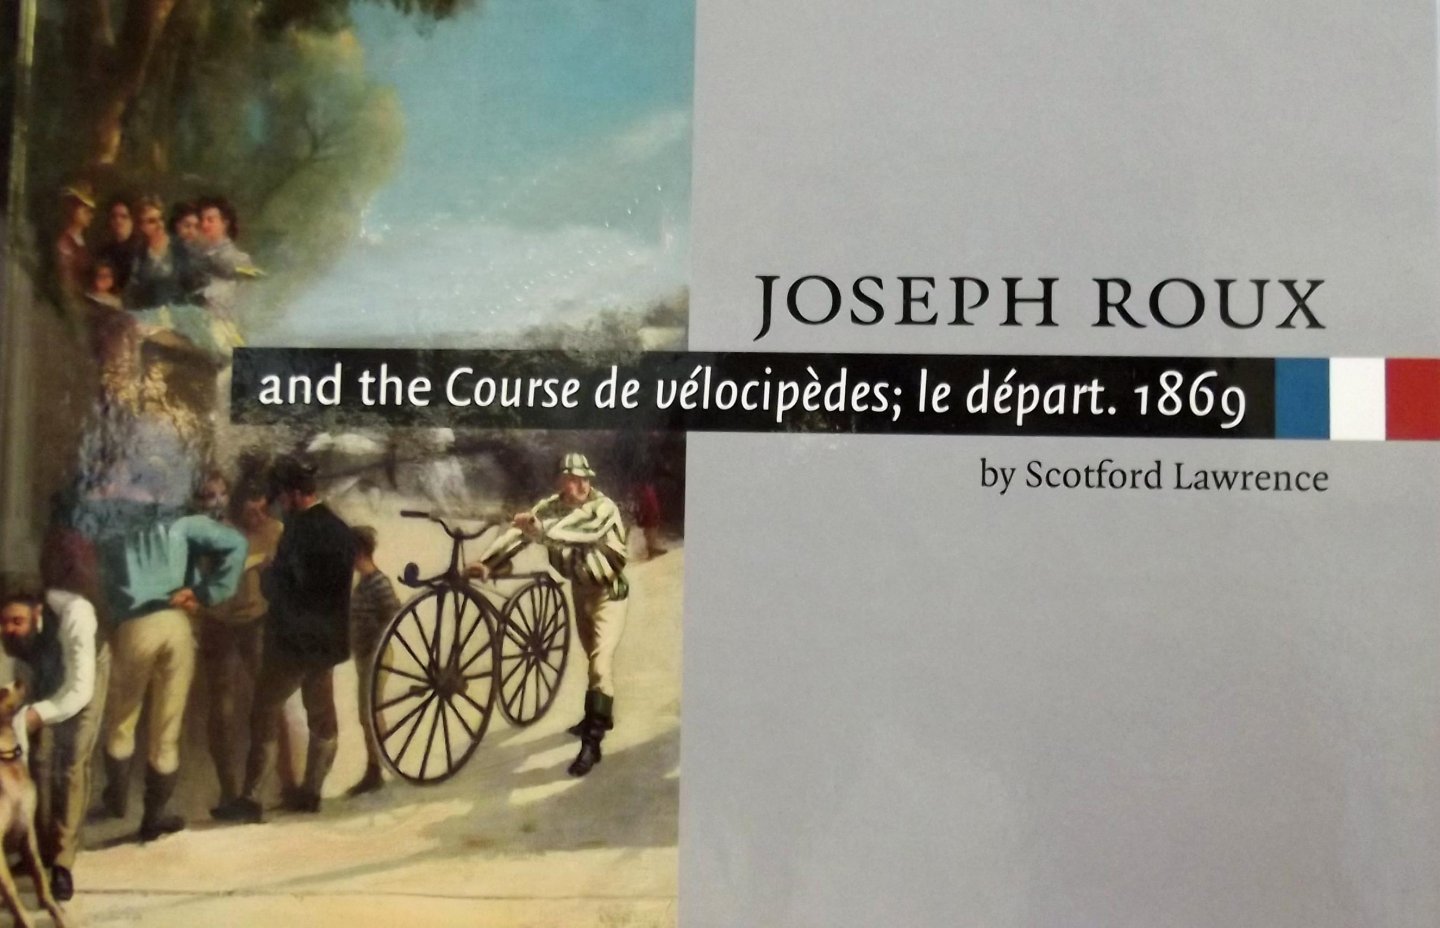 JOSEPH ROUX
and the Course de vélocipèdes; le départ. 1869
by Scotford Lawrence